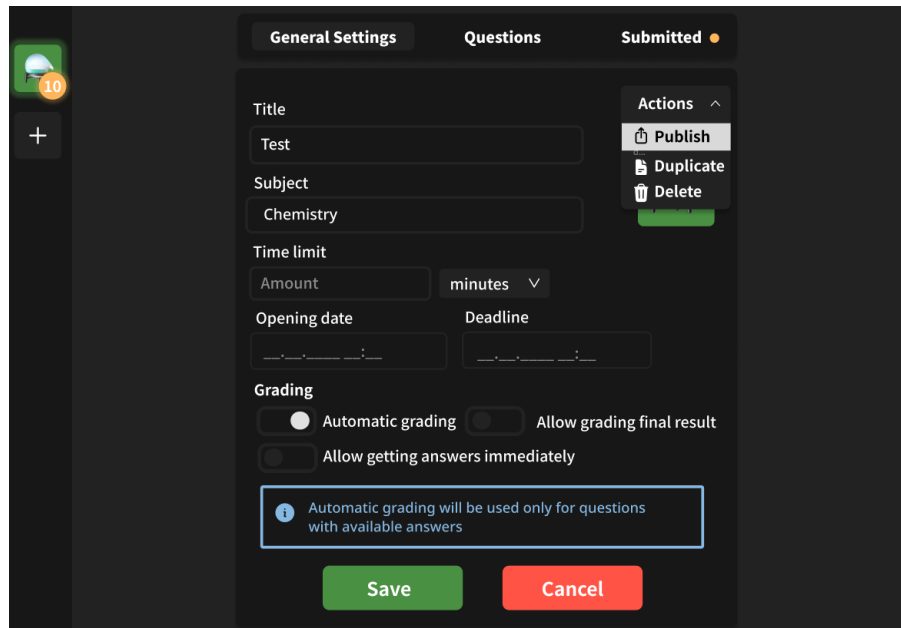 General Settings Questions Submitted
10
Title
Actions
Test
Publish
Duplicate
Delete
Subject
Chemistry
Time limit
Amount
minutes
Opening date
Deadline
__.__.____ __:__
__.__.____ __:__
Grading
Automatic grading
Allow grading final result
Allow getting answers immediately
Automatic grading will be used only for questions
with available answers
Save
Cancel